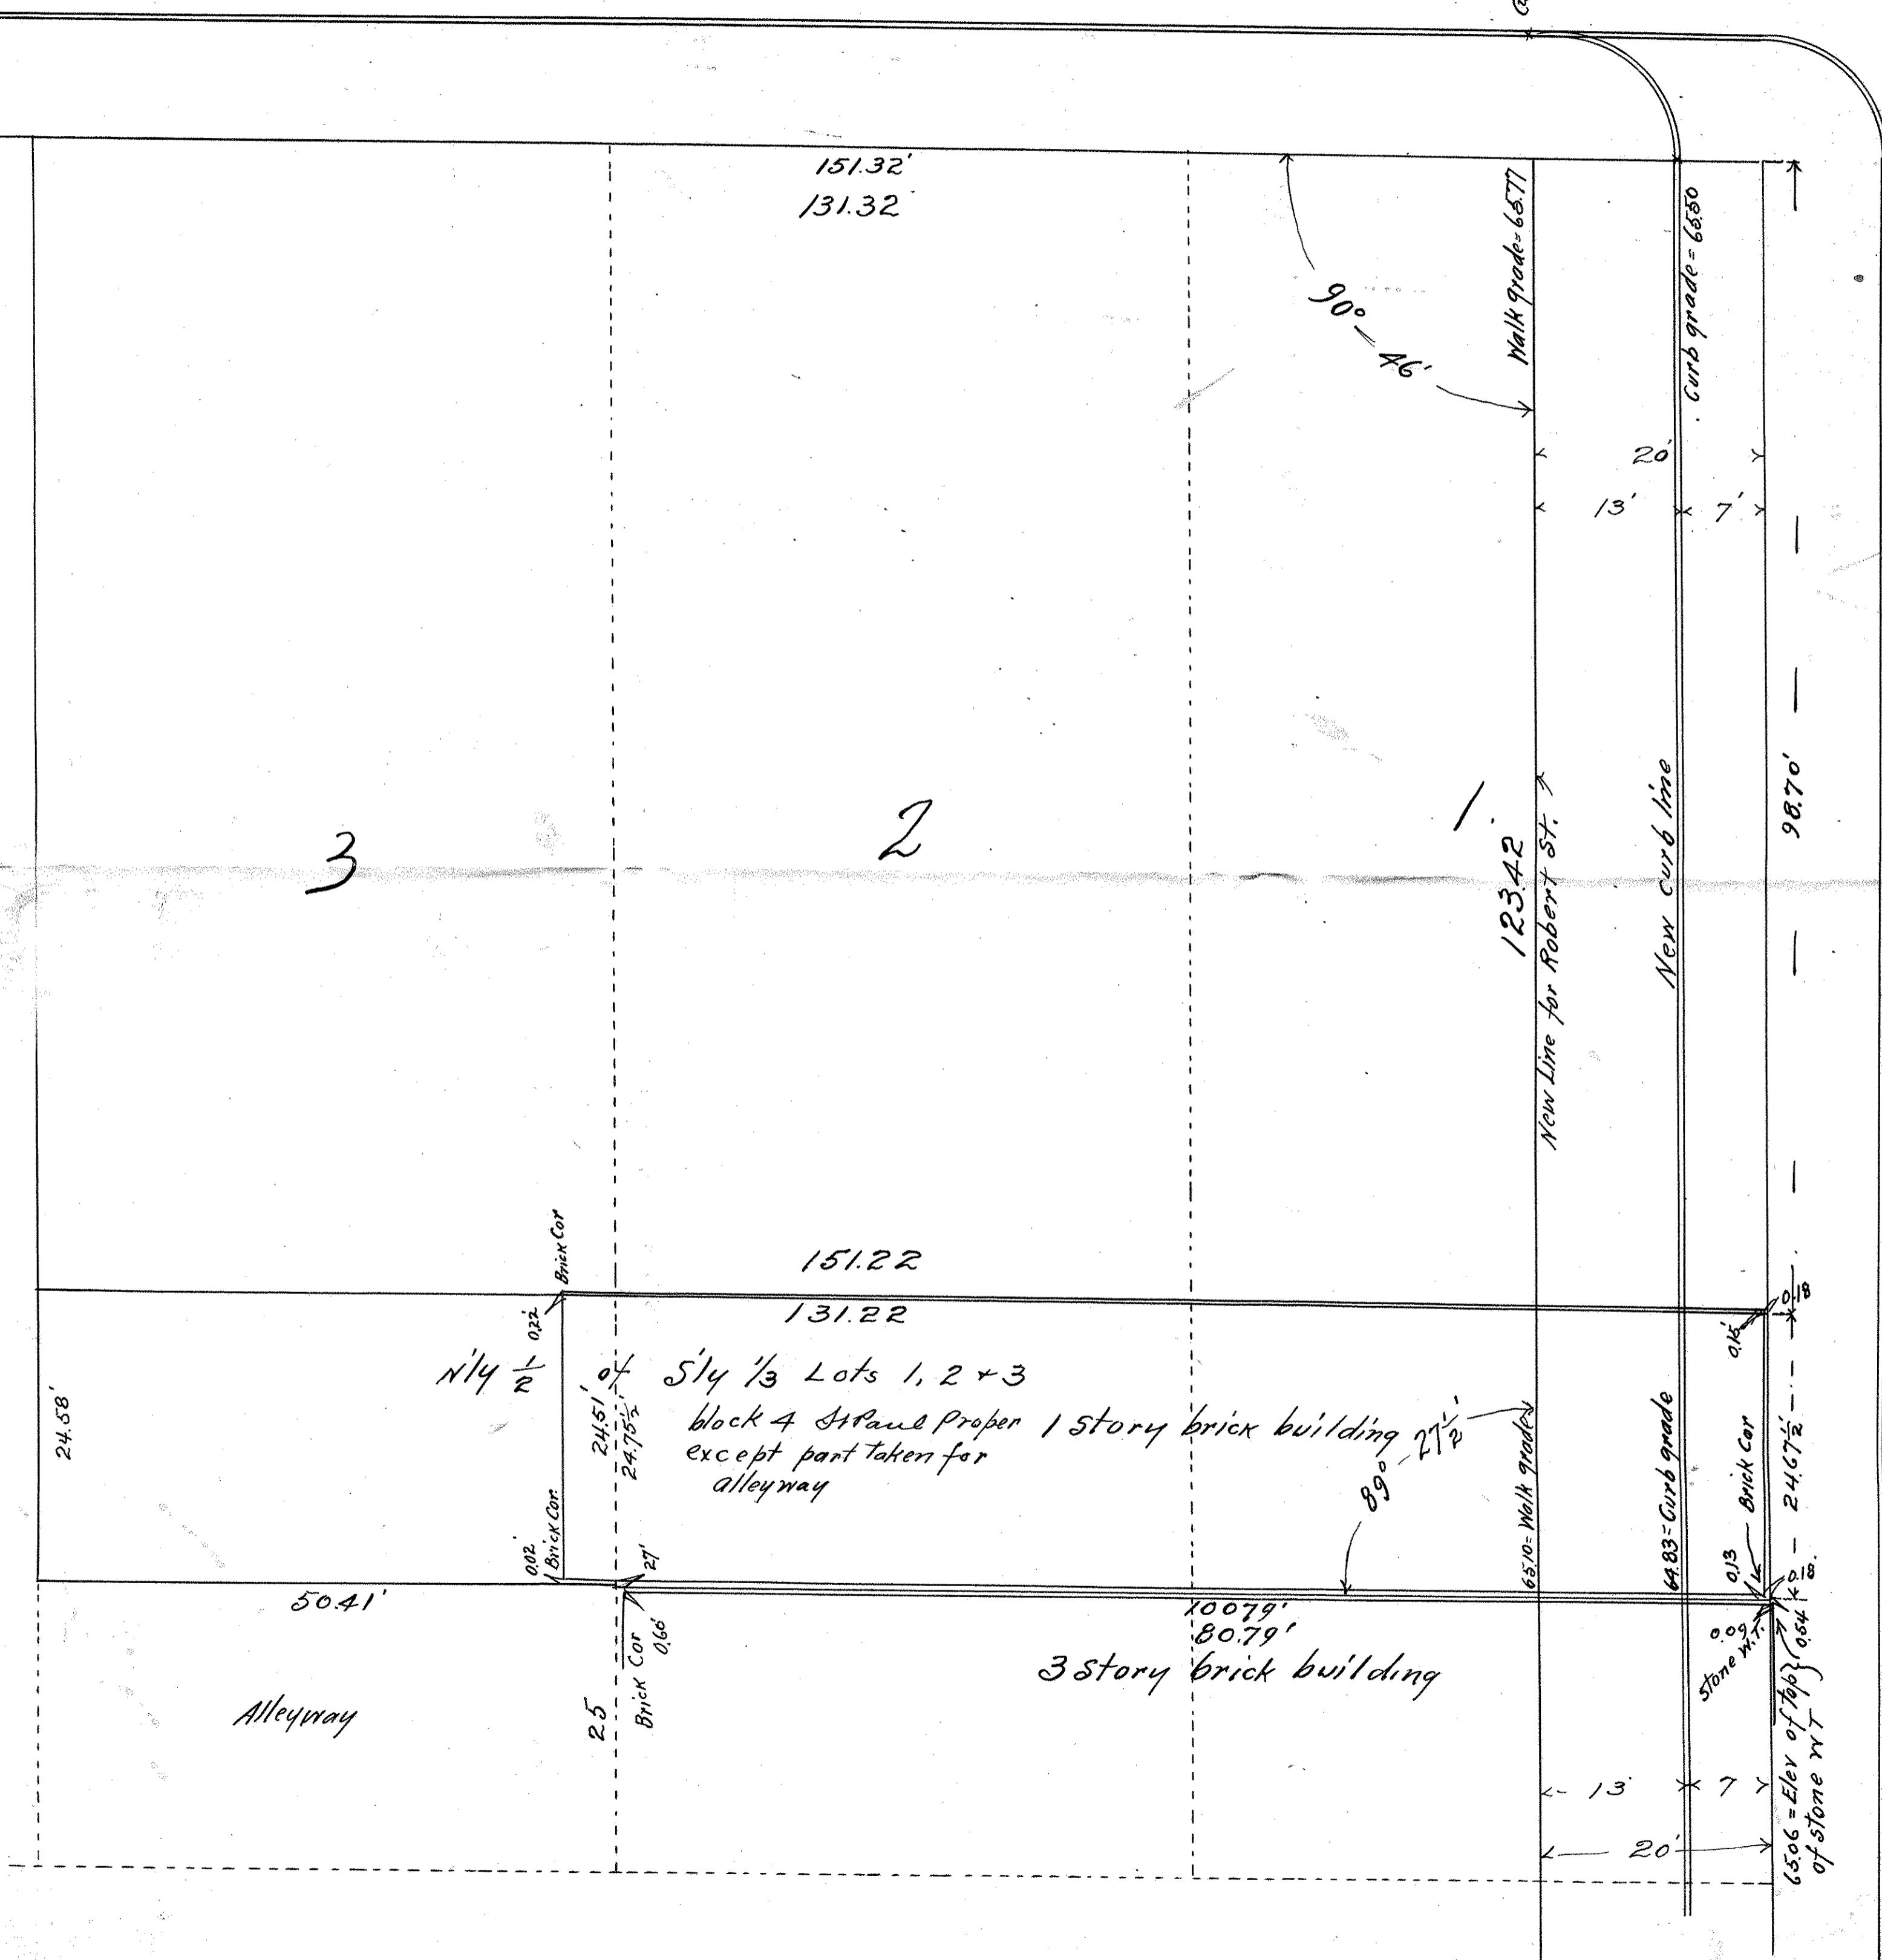 151.32'
131.32'
Walk grade = 65.77
Curb grade = 65.50
90° 46'
20'
13'
7'
3
2
1.
123.42
New Line for Robert St.
New curb line
98.70'
Brick Cor
151.22
0.22'
131.22
0.18
0.15'
N'ly 1/2 of S'ly 1/3 Lots 1, 2 + 3
block 4 St Paul Proper
except part taken for
alleyway
1 Story brick building
24.58'
24.51'
24.75 1/2'
89° 27 1/2'
65.10 = Walk grade
64.83 = Curb grade
Brick Cor
24.67 1/2
0.02'
Brick Cor.
27'
0.13
0.18
50.41'
100.79'
80.79'
Brick Cor
0.60'
0.09
Stone W.T.
0.54
3 Story brick building
Alleyway
25
65.06 = Elev of top
of stone W T
13'
7
20'